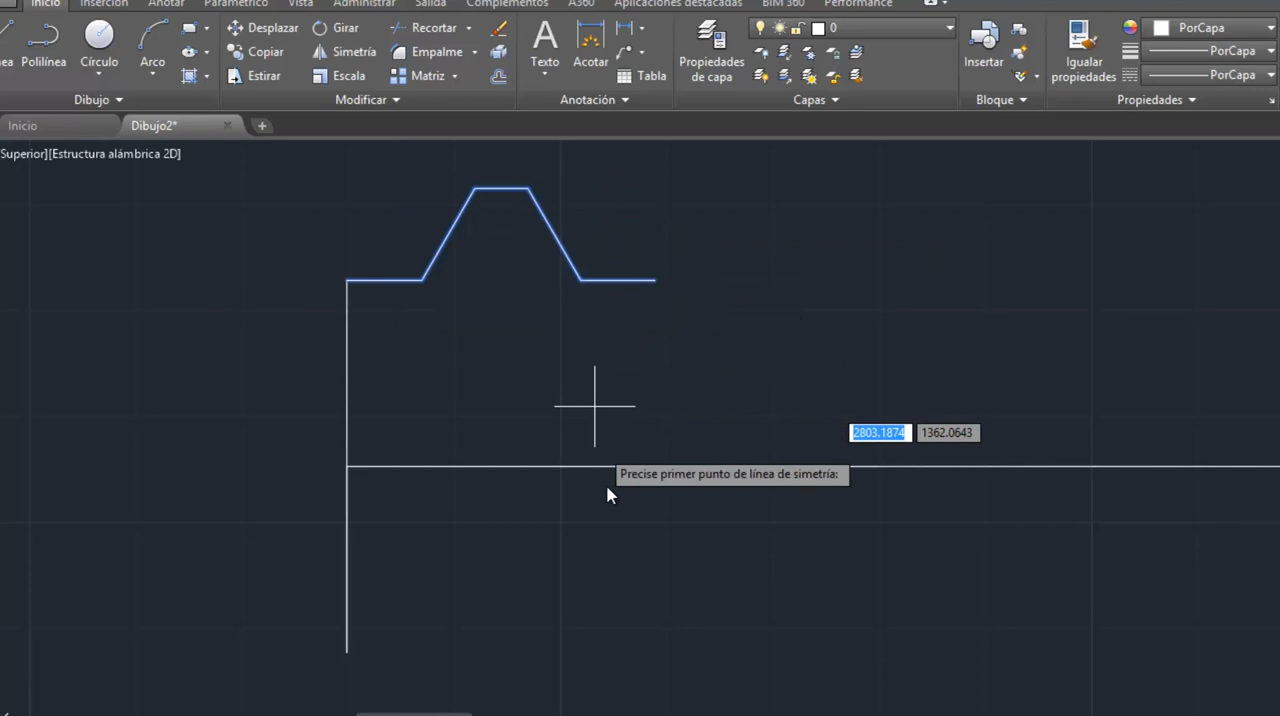 Inicio Inserción Anotar Paramétrico Vista Administrar Salida Complementos A360 Aplicaciones destacadas BIM 360 Performance
Desplazar Girar Recortar 0 PorCapa
Copiar Simetría Empalme PorCapa
Polilínea Círculo Arco Texto Acotar Propiedades de capa Insertar Igualar propiedades
Estirar Escala Matriz Tabla PorCapa
Dibujo Modificar Anotación Capas Bloque Propiedades
Inicio Dibujo2*
Superior][Estructura alámbrica 2D]
2803.1874 1362.0643
Precise primer punto de línea de simetría: